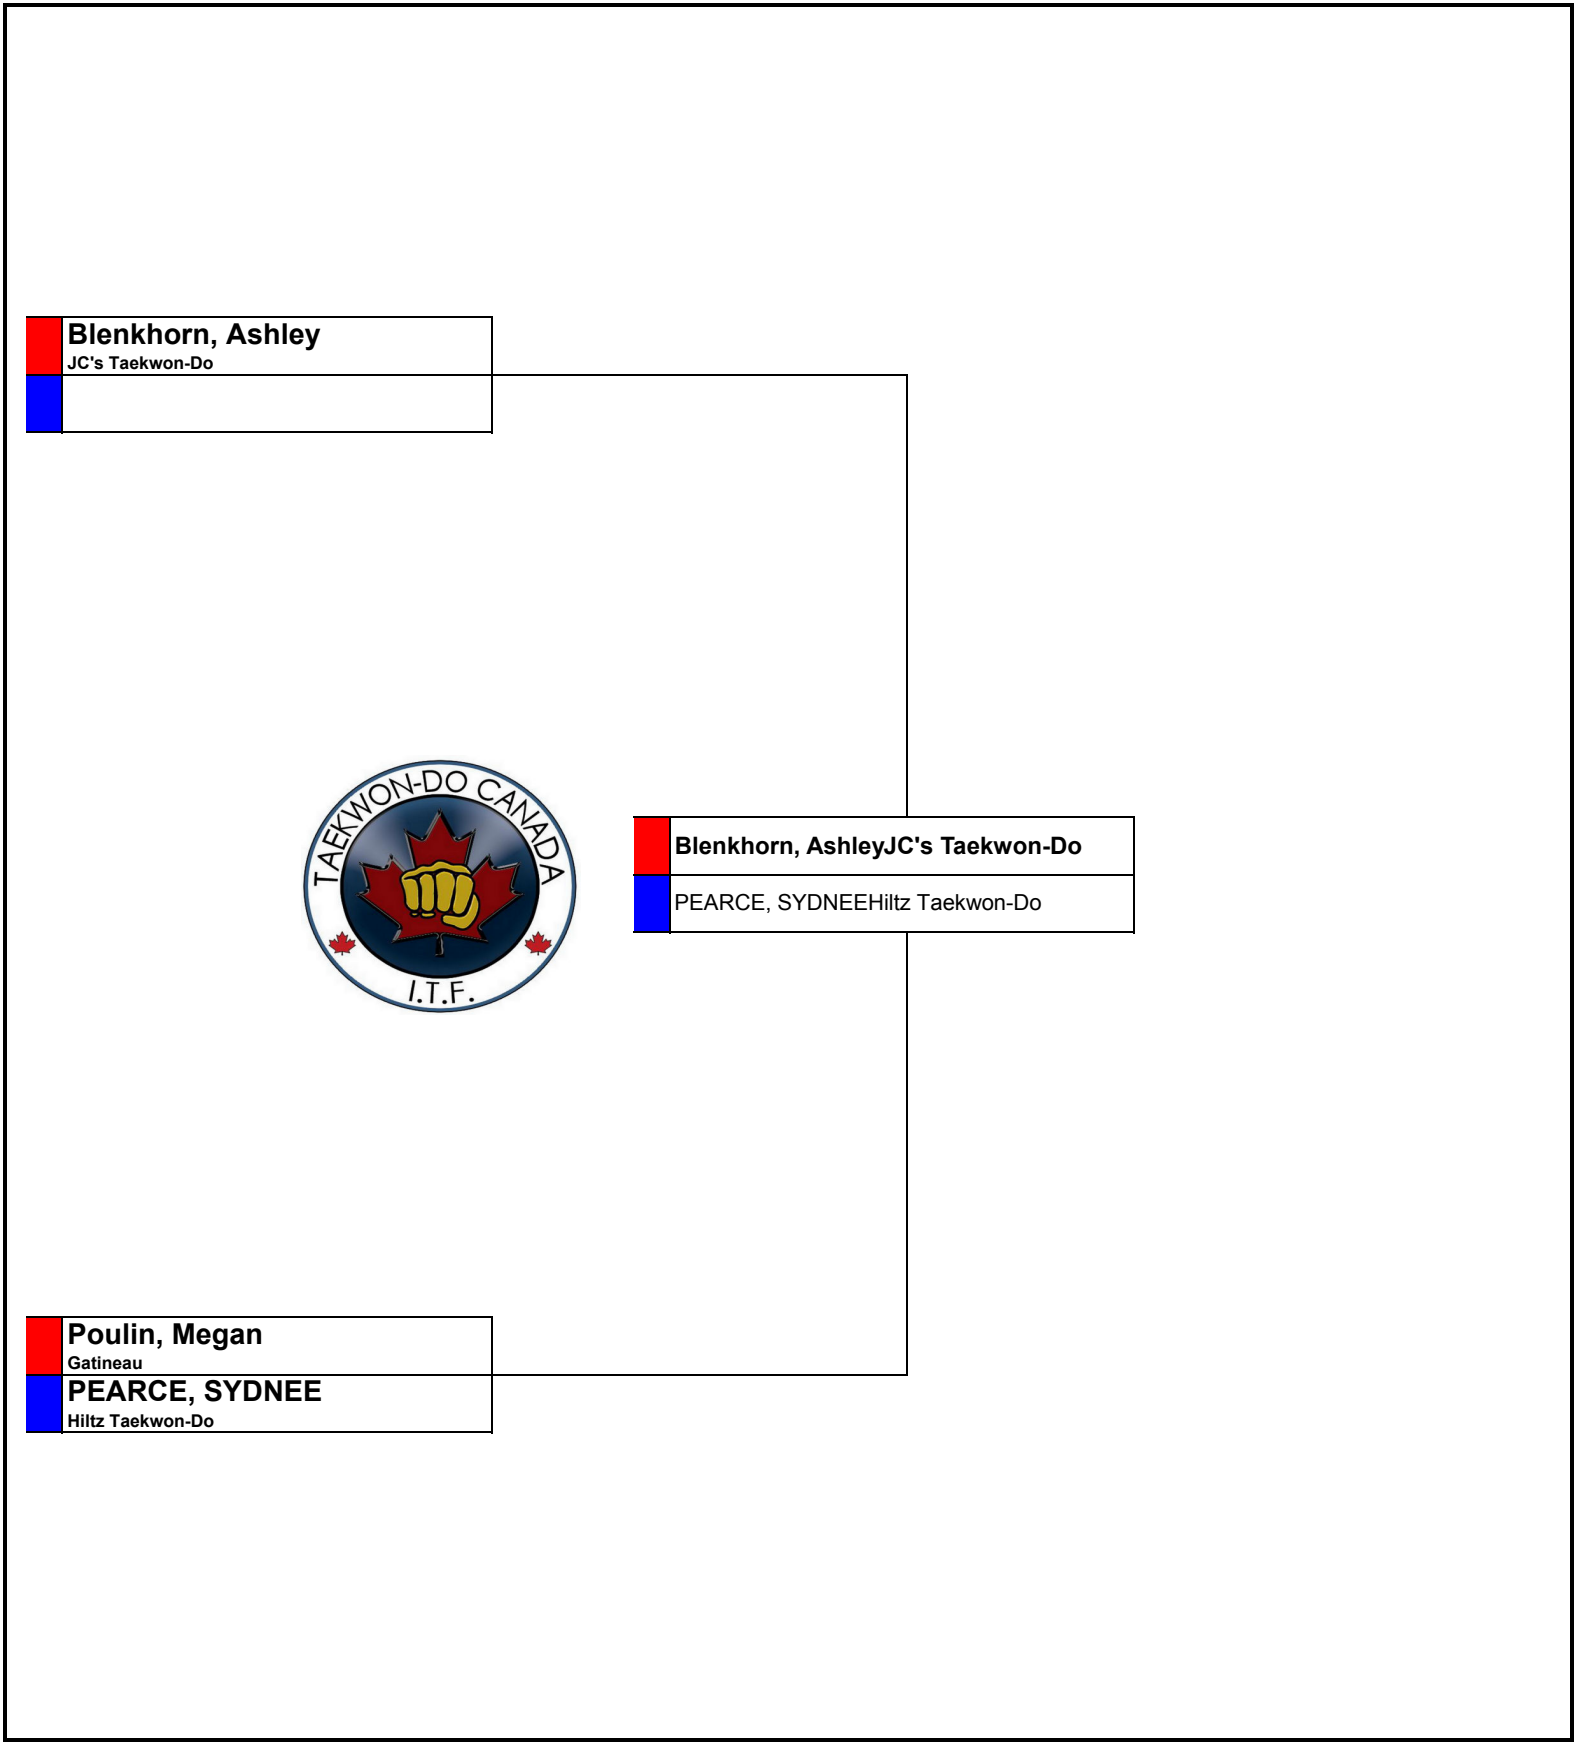 Blenkhorn, Ashley
JC's Taekwon-Do
TAEKWON-DO CANADA
I.T.F.
Blenkhorn, AshleyJC's Taekwon-Do
PEARCE, SYDNEEHiltz Taekwon-Do
Poulin, Megan
Gatineau
PEARCE, SYDNEE
Hiltz Taekwon-Do